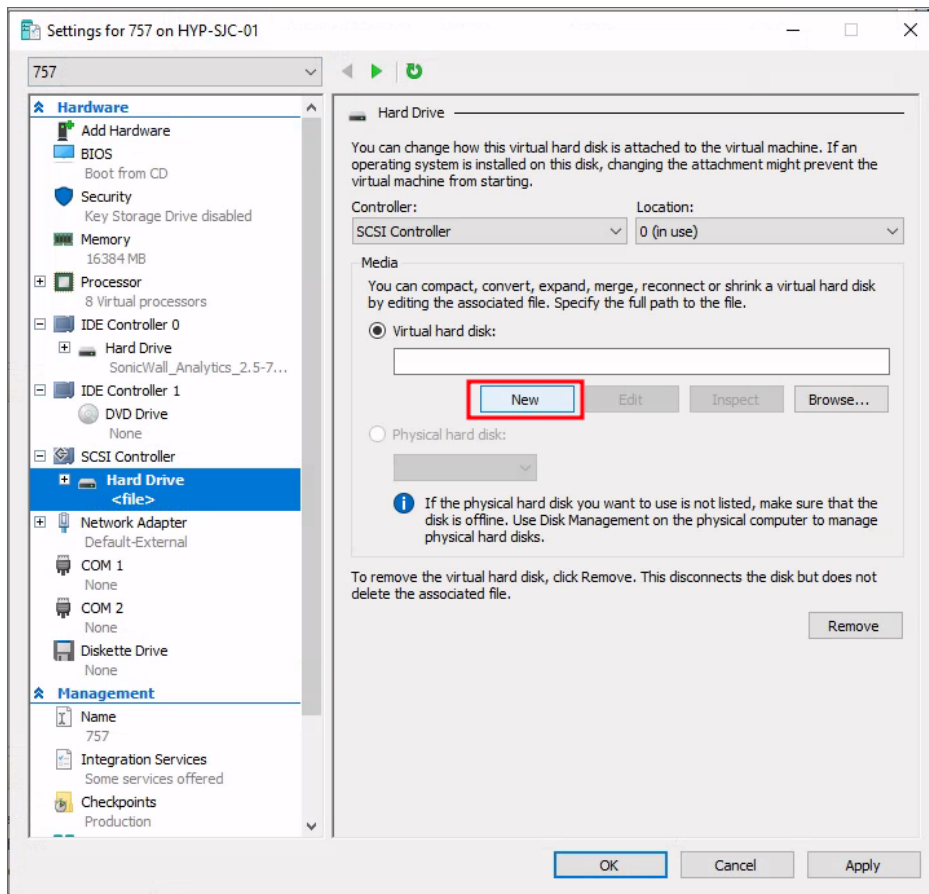 Settings for 757 on HYP-SJC-01
757
Hardware
Add Hardware
BIOS
Boot from CD
Security
Key Storage Drive disabled
Memory
16384 MB
Processor
8 Virtual processors
IDE Controller 0
Hard Drive
SonicWall_Analytics_2.5-7...
IDE Controller 1
DVD Drive
None
SCSI Controller
Hard Drive
<file>
Network Adapter
Default-External
COM 1
None
COM 2
None
Diskette Drive
None
Management
Name
757
Integration Services
Some services offered
Checkpoints
Production
Hard Drive
You can change how this virtual hard disk is attached to the virtual machine. If an
operating system is installed on this disk, changing the attachment might prevent the
virtual machine from starting.
Controller:
Location:
SCSI Controller
0 (in use)
Media
You can compact, convert, expand, merge, reconnect or shrink a virtual hard disk
by editing the associated file. Specify the full path to the file.
Virtual hard disk:
New
Edit
Inspect
Browse...
Physical hard disk:
If the physical hard disk you want to use is not listed, make sure that the
disk is offline. Use Disk Management on the physical computer to manage
physical hard disks.
To remove the virtual hard disk, click Remove. This disconnects the disk but does not
delete the associated file.
Remove
OK
Cancel
Apply